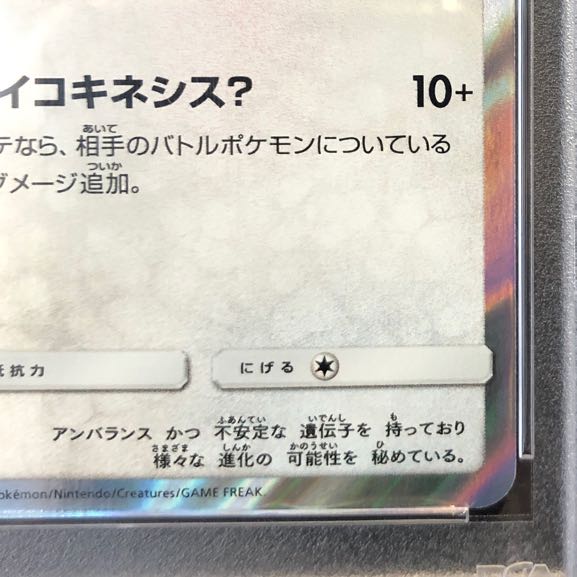 イコキネシス? 10+
テなら、相手のバトルポケモンについている
ダメージ追加。
抵抗力 にげる
アンバランス かつ 不安定な 遺伝子を 持っており
様々な 進化の 可能性を 秘めている。
okémon/Nintendo/Creatures/GAME FREAK.